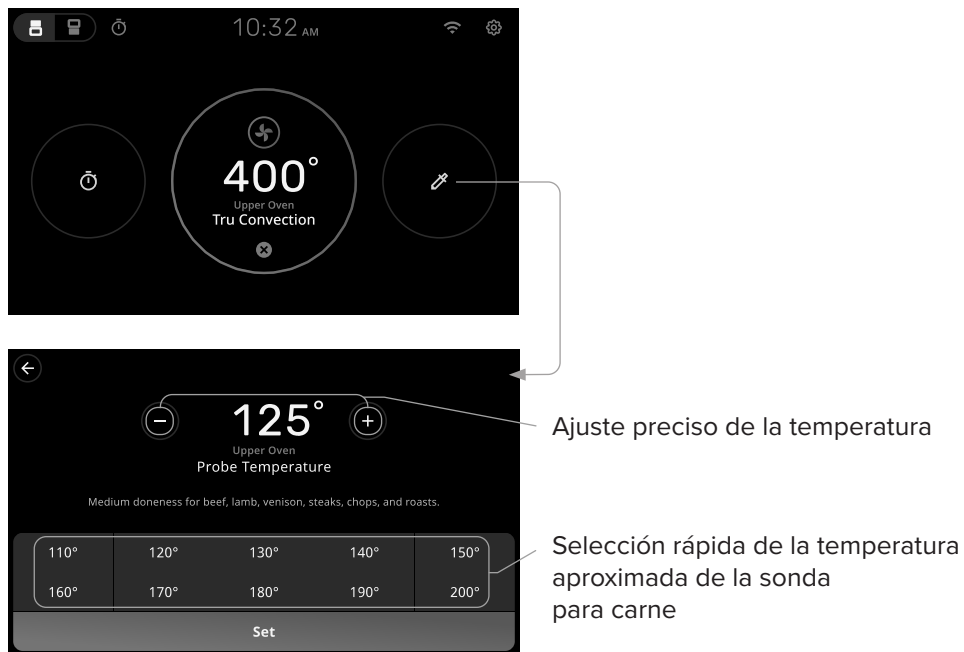 10:32 AM
400°
Upper Oven
Tru Convection
125°
Upper Oven
Probe Temperature
Medium doneness for beef, lamb, venison, steaks, chops, and roasts.
110° 120° 130° 140° 150°
160° 170° 180° 190° 200°
Set
Ajuste preciso de la temperatura
Selección rápida de la temperatura
aproximada de la sonda
para carne